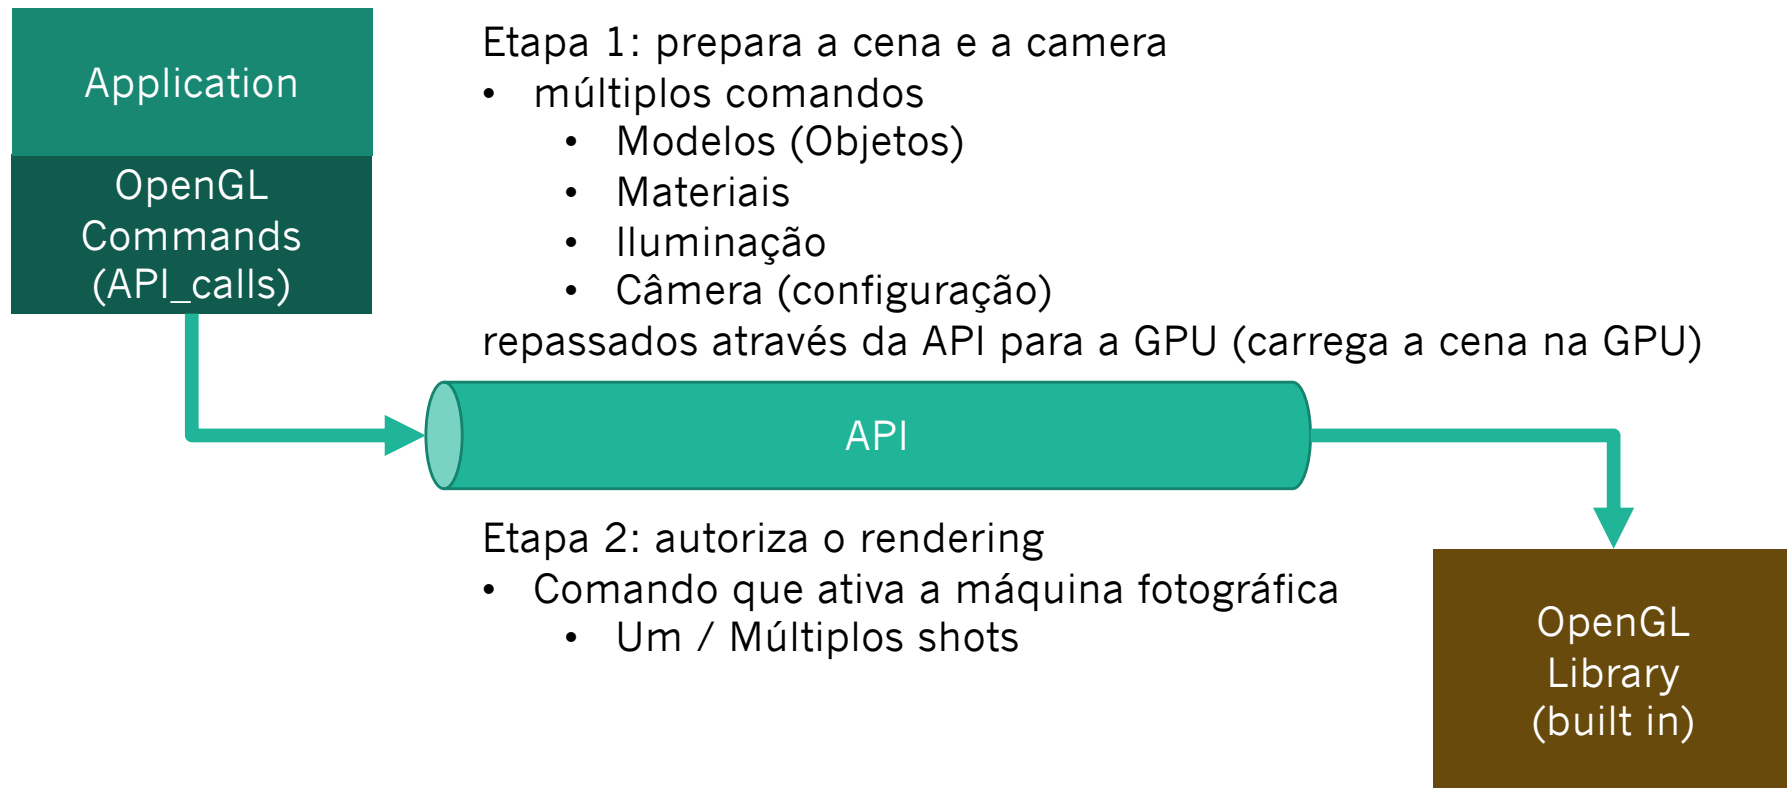 Application
OpenGL
Commands
(API_calls)
Etapa 1: prepara a cena e a camera
• múltiplos comandos
• Modelos (Objetos)
• Materiais
• Iluminação
• Câmera (configuração)
repassados através da API para a GPU (carrega a cena na GPU)
API
Etapa 2: autoriza o rendering
• Comando que ativa a máquina fotográfica
• Um / Múltiplos shots
OpenGL
Library
(built in)